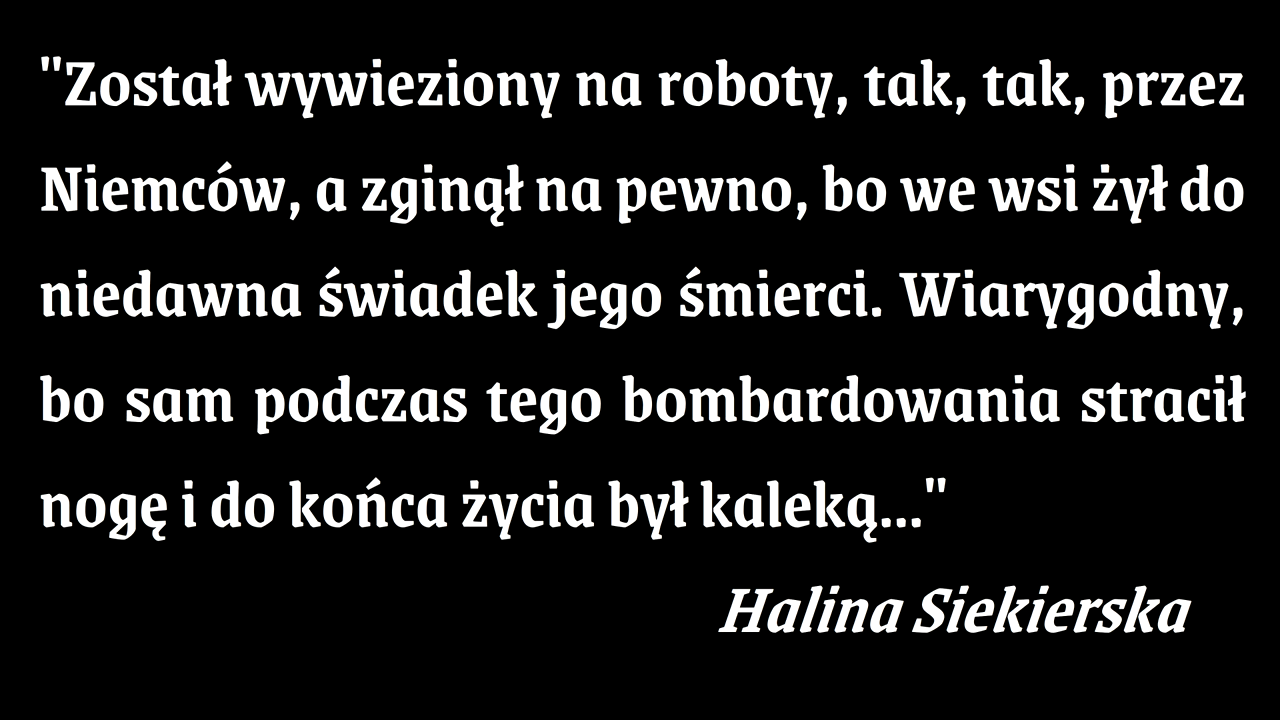 "Został wywieziony na roboty, tak, tak, przez
Niemców, a zginął na pewno, bo we wsi żył do
niedawna świadek jego śmierci. Wiarygodny,
bo sam podczas tego bombardowania stracił
nogę i do końca życia był kaleką..."
Halina Siekierska